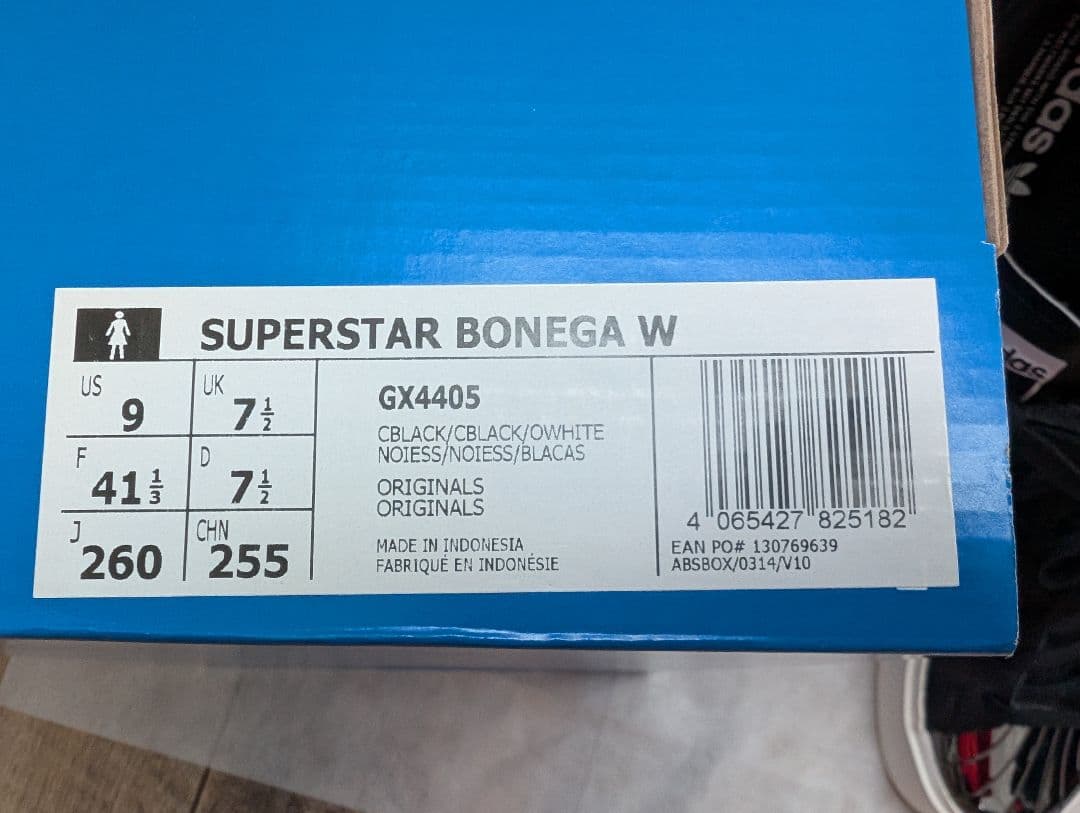 SUPERSTAR BONEGA W
US 9
UK 7½
F 41⅓
D 7½
J 260
CHN 255
GX4405
CBLACK/CBLACK/OWHITE
NOIESS/NOIESS/BLACAS
ORIGINALS
ORIGINALS
MADE IN INDONESIA
FABRIQUÉ EN INDONÉSIE
4 065427 825182
EAN PO# 130769639
ABSBOX/0314/V10